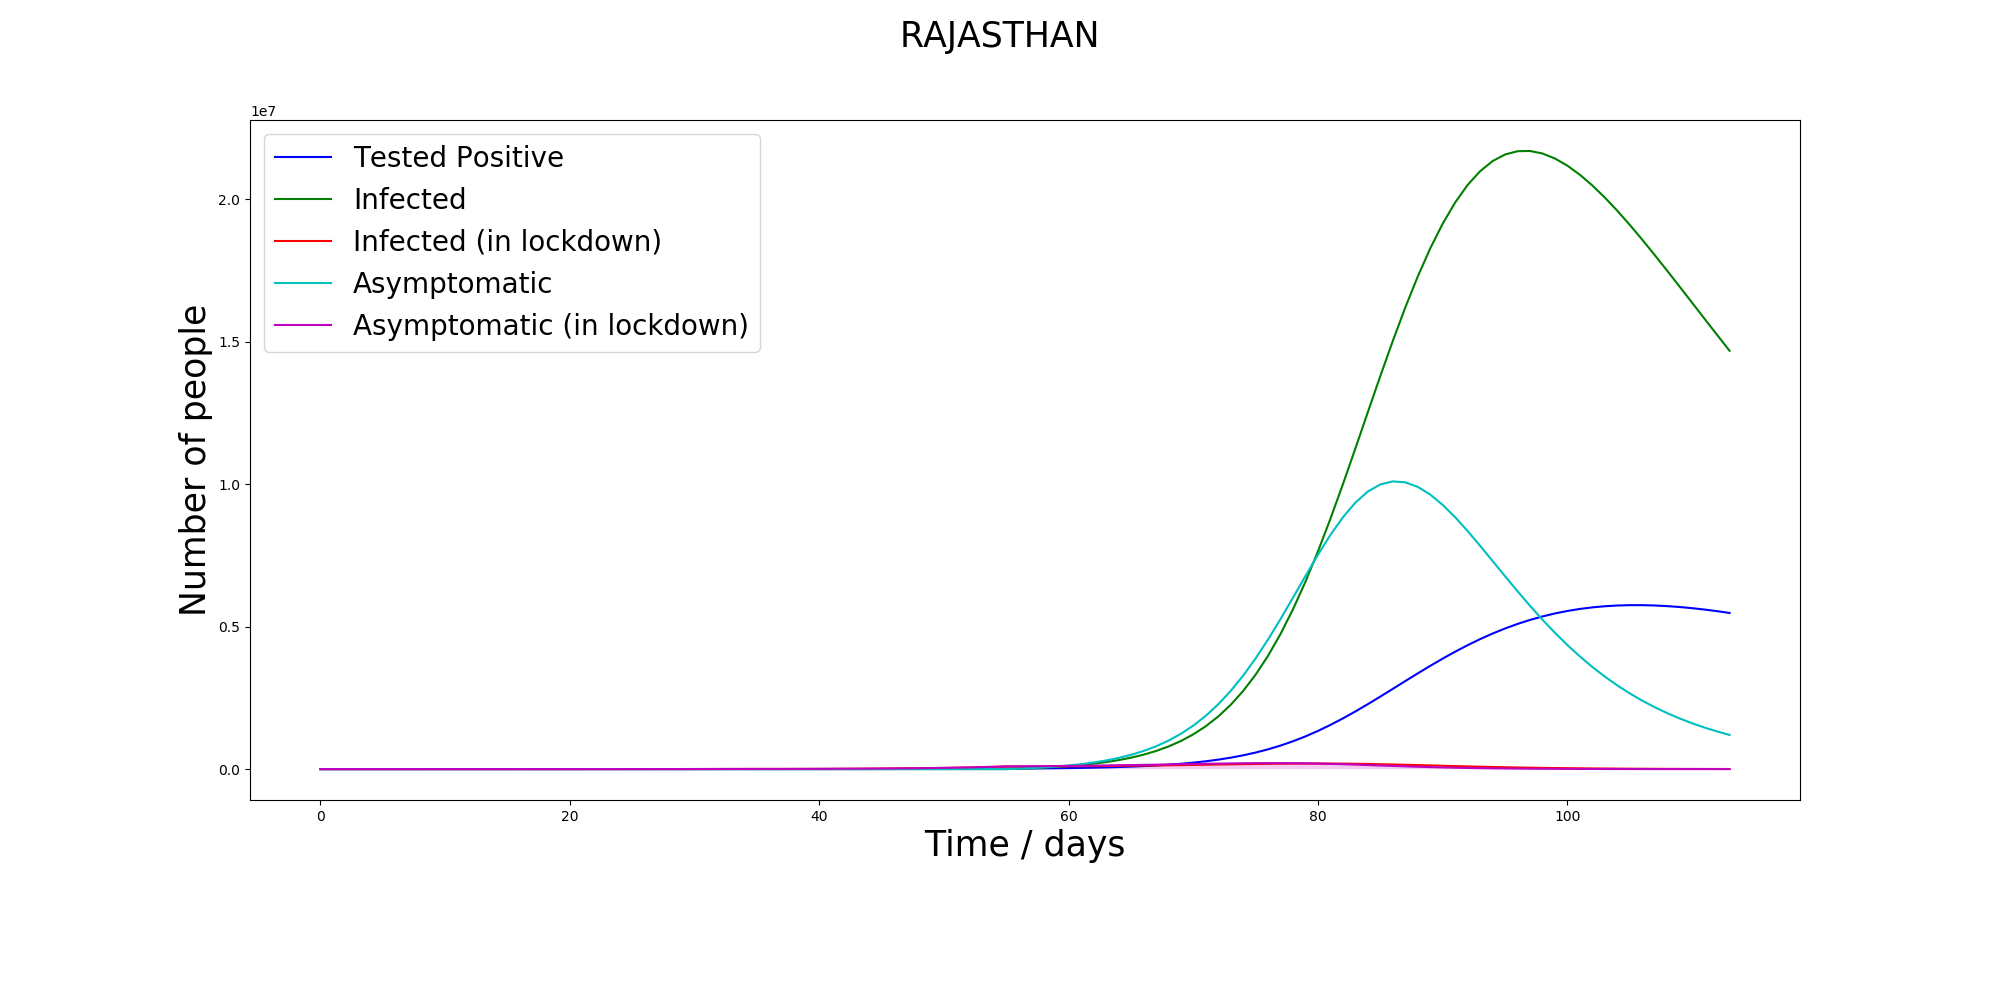 RAJASTHAN
1e7
Tested Positive
Infected
Infected (in lockdown)
Asymptomatic
Asymptomatic (in lockdown)
Number of people
2.0
1.5
1.0
0.5
0.0
0 20 40 60 80 100
Time / days